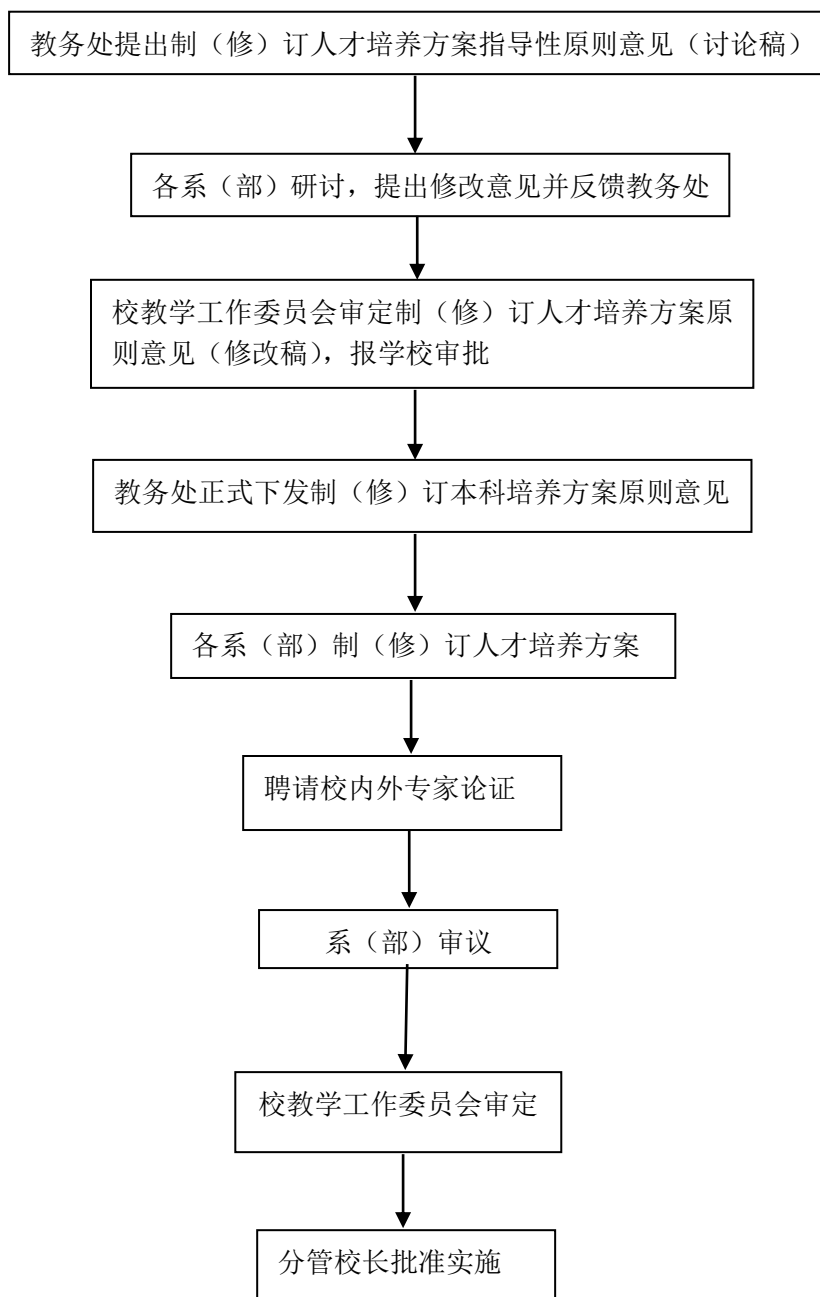 教务处提出制（修）订人才培养方案指导性原则意见（讨论稿）
各系（部）研讨，提出修改意见并反馈教务处
校教学工作委员会审定制（修）订人才培养方案原
则意见（修改稿），报学校审批
教务处正式下发制（修）订本科培养方案原则意见
各系（部）制（修）订人才培养方案
聘请校内外专家论证
系（部）审议
校教学工作委员会审定
分管校长批准实施